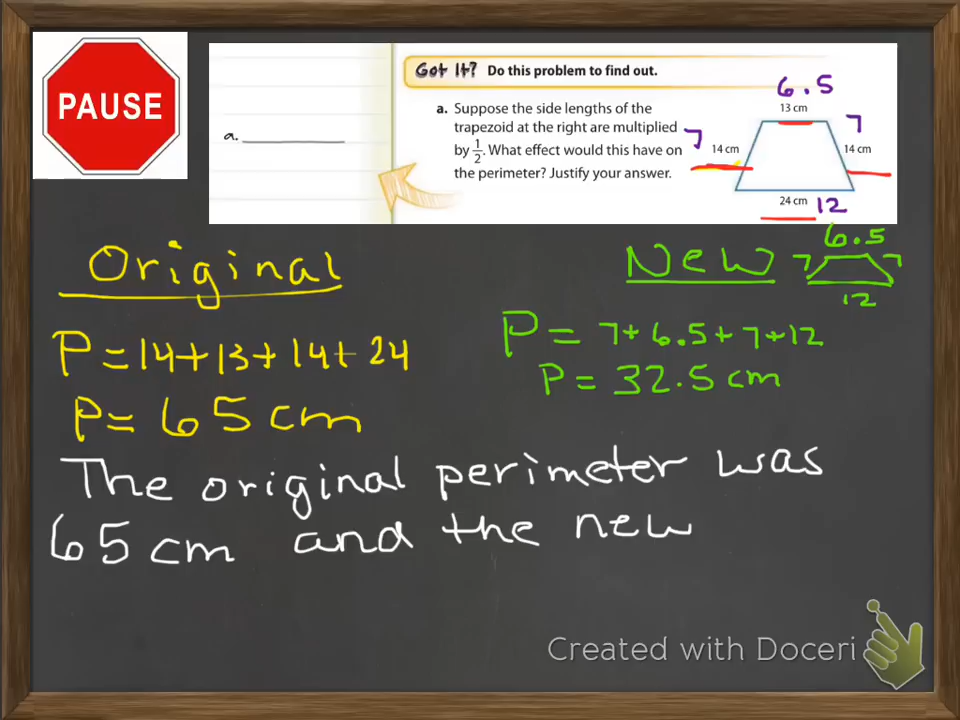 PAUSE
Got It? Do this problem to find out.
6.5
13 cm
a. Suppose the side lengths of the
trapezoid at the right are multiplied
by 1/2. What effect would this have on
the perimeter? Justify your answer.
a.
7
14 cm
7
14 cm
24 cm 12
Original
P = 14 + 13 + 14 + 24
P = 65 cm
New
6.5
7
7
12
P = 7 + 6.5 + 7 + 12
P = 32.5 cm
The original perimeter was
65 cm and the new
Created with Doceri